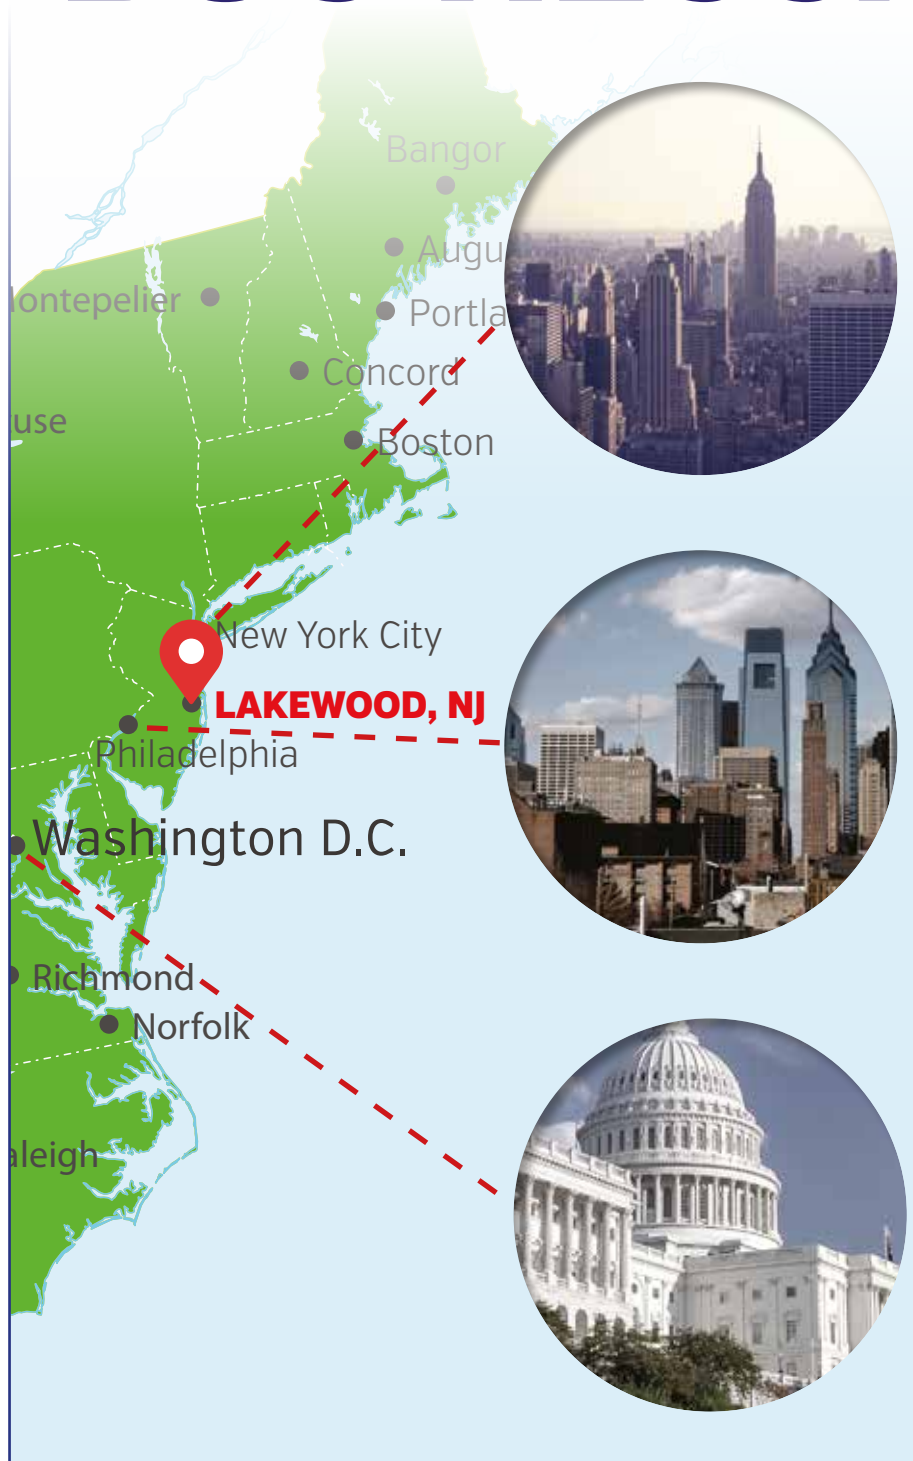 Bangor
Augu
ontepelier
Portla
Concord
use
Boston
New York City
LAKEWOOD, NJ
Philadelphia
Washington D.C.
Richmond
Norfolk
aleigh